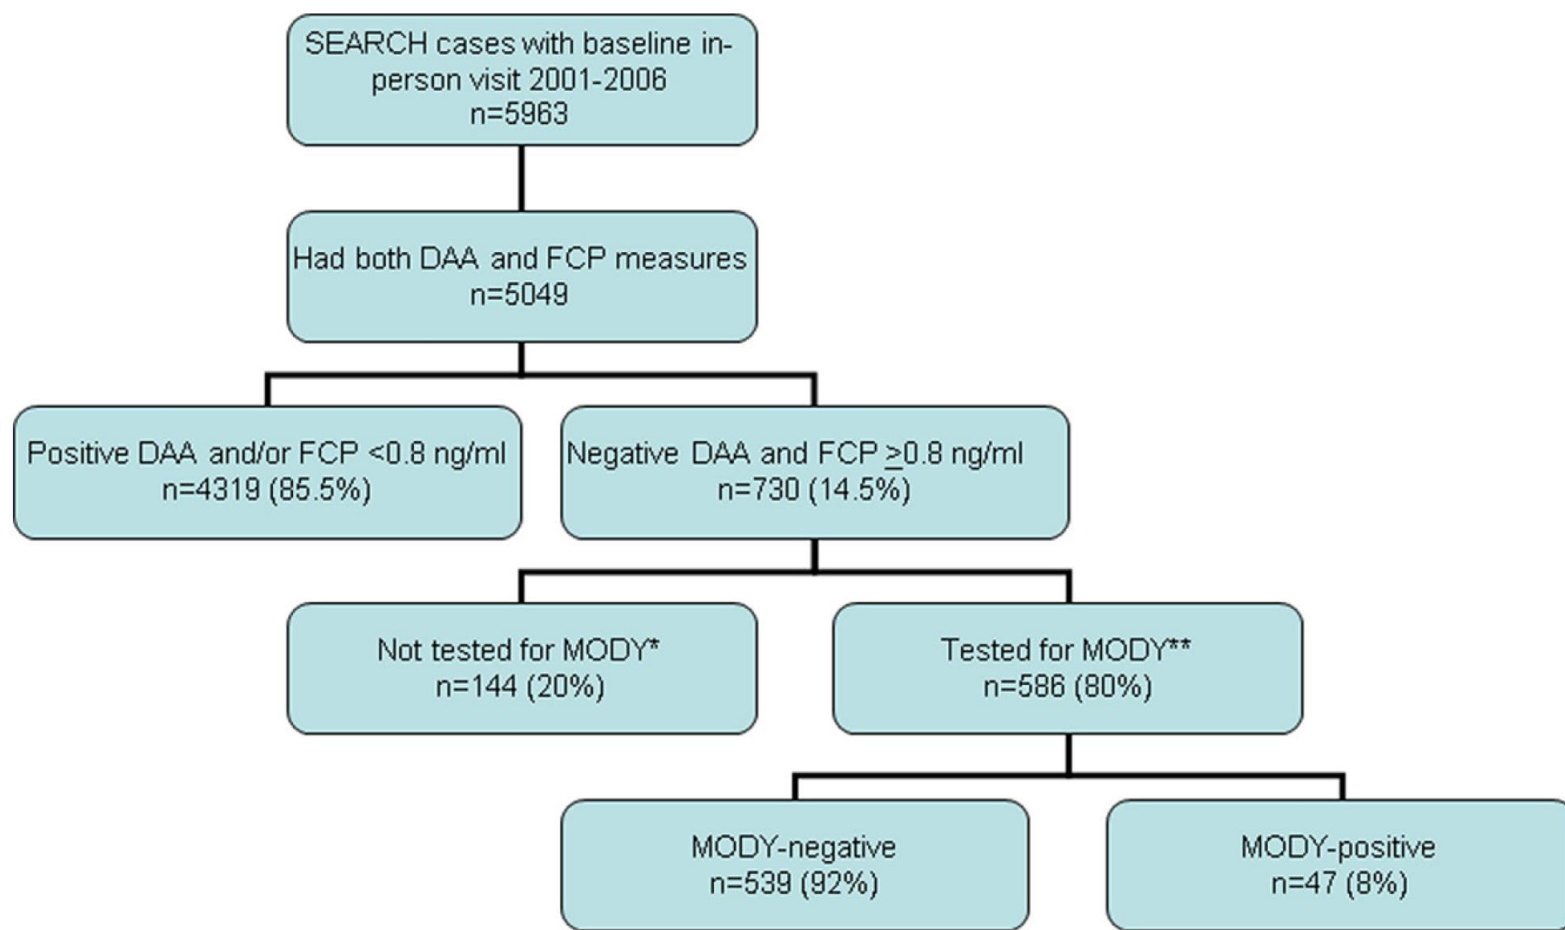 SEARCH cases with baseline in-
person visit 2001-2006
n=5963
Had both DAA and FCP measures
n=5049
Positive DAA and/or FCP <0.8 ng/ml
n=4319 (85.5%)
Negative DAA and FCP ≥0.8 ng/ml
n=730 (14.5%)
Not tested for MODY*
n=144 (20%)
Tested for MODY**
n=586 (80%)
MODY-negative
n=539 (92%)
MODY-positive
n=47 (8%)